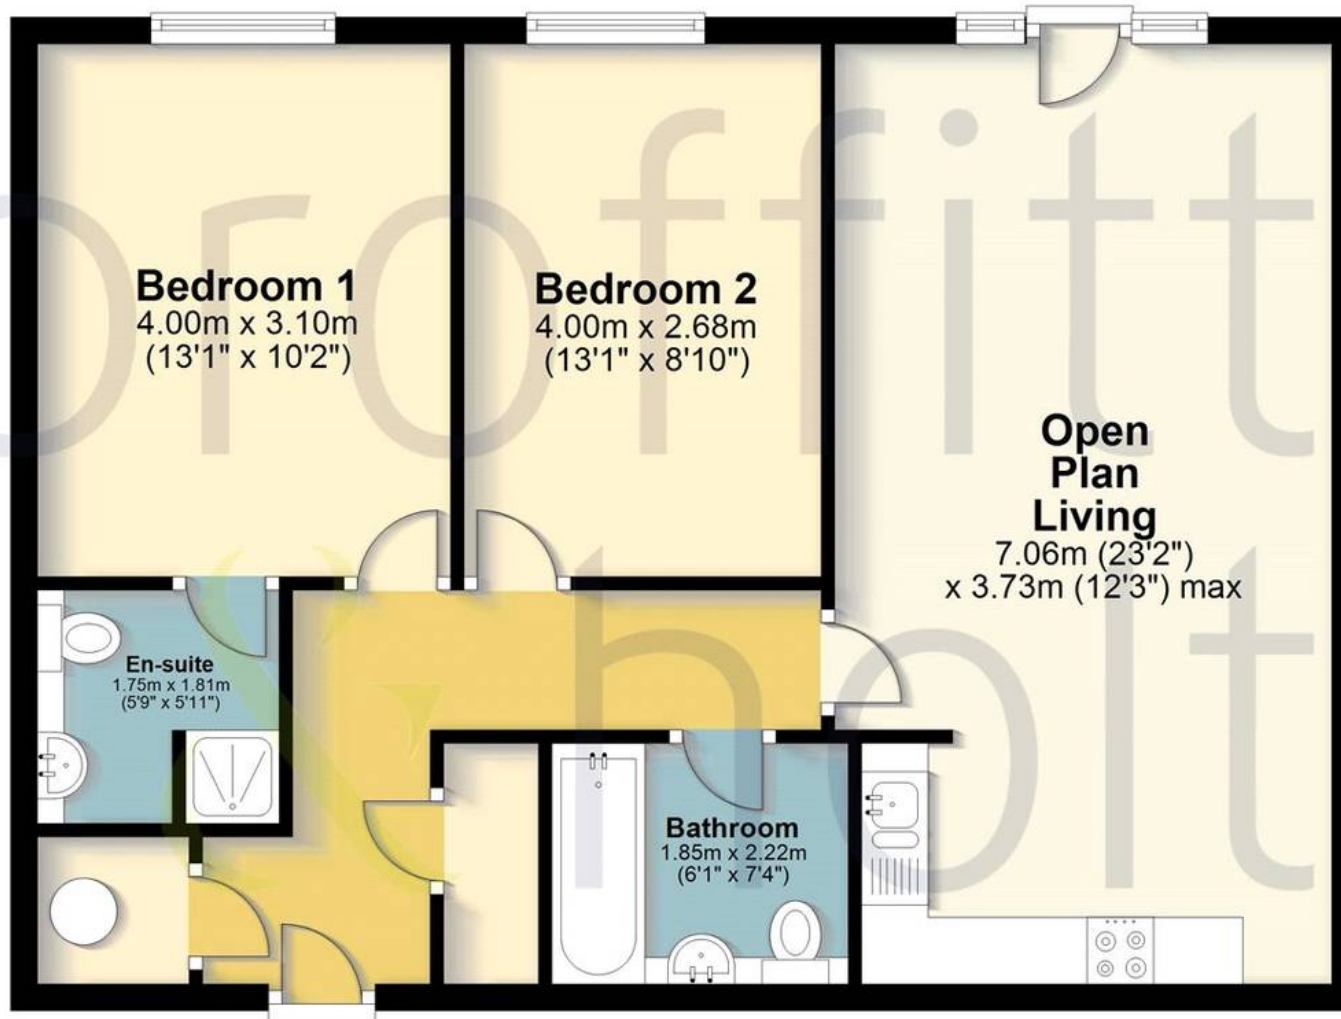 Bedroom 1
4.00m x 3.10m
(13'1" x 10'2")
Bedroom 2
4.00m x 2.68m
(13'1" x 8'10")
Open
Plan
Living
7.06m (23'2")
x 3.73m (12'3") max
En-suite
1.75m x 1.81m
(5'9" x 5'11")
Bathroom
1.85m x 2.22m
(6'1" x 7'4")
proffitt
& holt